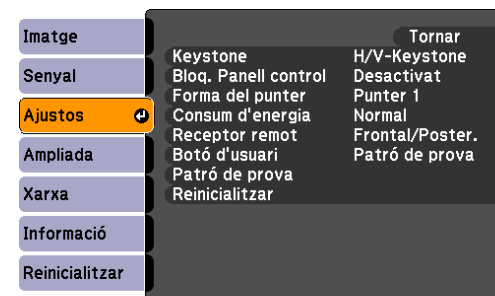 Imatge
Senyal
Ajustos
Ampliada
Xarxa
Informació
Reinicialitzar
Tornar
Keystone H/V-Keystone
Bloq. Panell control Desactivat
Forma del punter Punter 1
Consum d'energia Normal
Receptor remot Frontal/Poster.
Botó d'usuari Patró de prova
Patró de prova
Reinicialitzar